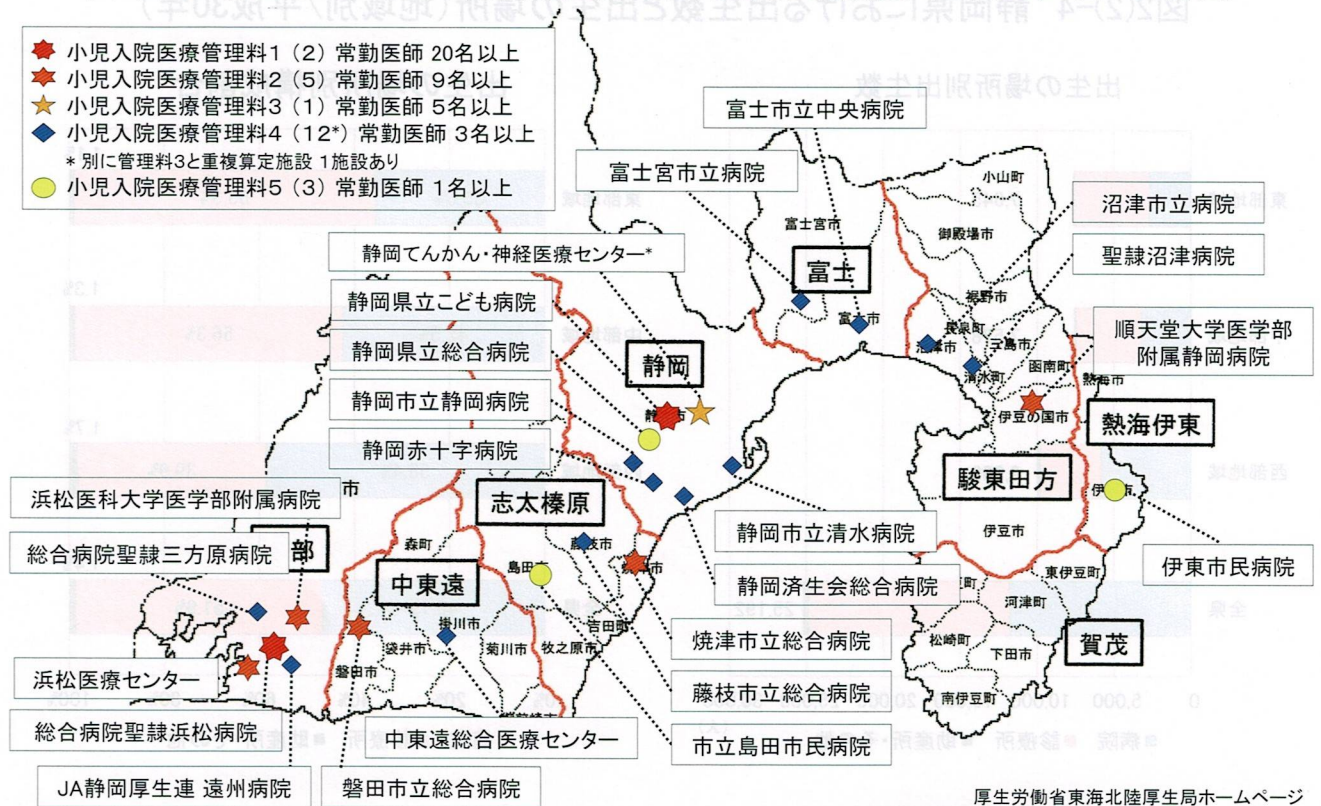 小児入院医療管理料1（2）常勤医師 20名以上
小児入院医療管理料2（5）常勤医師 9名以上
小児入院医療管理料3（1）常勤医師 5名以上
小児入院医療管理料4（12*）常勤医師 3名以上
* 別に管理料3と重複算定施設 1施設あり
小児入院医療管理料5（3）常勤医師 1名以上
富士市立中央病院
富士宮市立病院
静岡てんかん・神経医療センター*
静岡県立こども病院
静岡県立総合病院
静岡市立静岡病院
静岡赤十字病院
沼津市立病院
聖隷沼津病院
順天堂大学医学部
附属静岡病院
小山町
御殿場市
富士宮市
富士
裾野市
函南町
清水町
熱海市
伊豆の国市
熱海伊東
静岡
駿東田方
伊豆市
志太榛原
浜松医科大学医学部附属病院
市
総合病院聖隷三方原病院
部
森町
中東遠
島田市
掛川市
吉田町
袋井市
菊川市
牧之原市
磐田市
東伊豆町
河津町
町
松崎町
下田市
南伊豆町
賀茂
静岡市立清水病院
静岡済生会総合病院
伊東市民病院
焼津市立総合病院
藤枝市立総合病院
市立島田市民病院
浜松医療センター
総合病院聖隷浜松病院
JA静岡厚生連 遠州病院
磐田市立総合病院
中東遠総合医療センター
厚生労働省東海北陸厚生局ホームページ